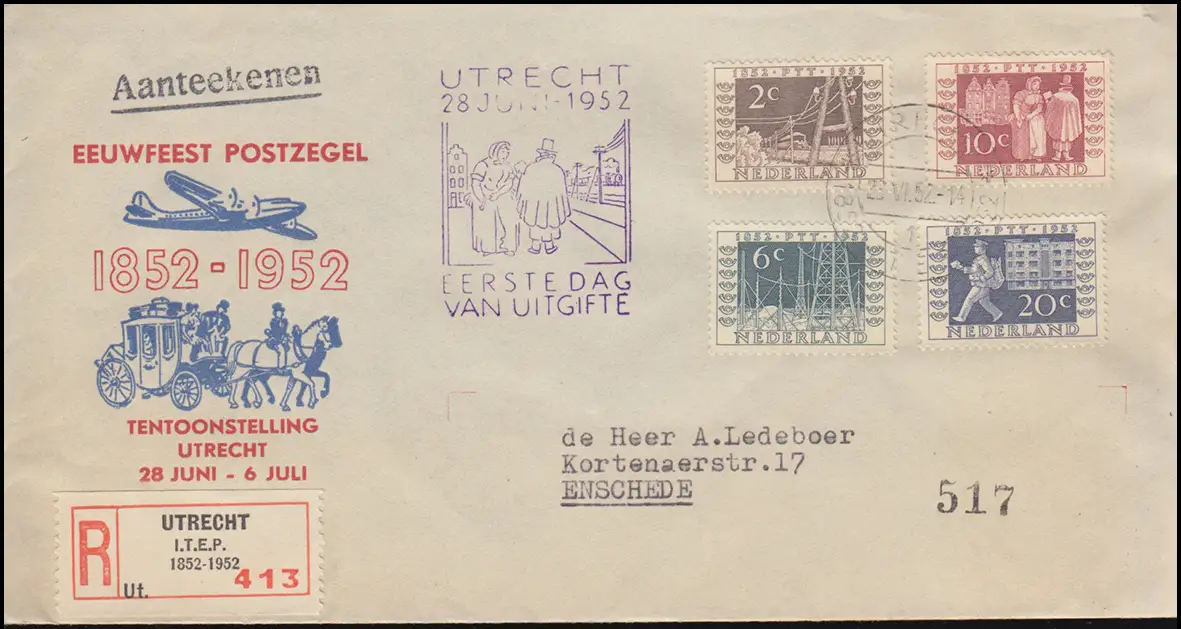 Aanteekenen
EEUWFEEST POSTZEGEL
1852-1952
TENTOONSTELLING
UTRECHT
28 JUNI - 6 JULI
UTRECHT
28 JUNI-1952
EERSTE DAG
VAN UITGIFTE
1852·PTT·1952
2c
NEDERLAND
1852·PTT·1952
10c
NEDERLAND
1852·PTT·1952
6c
NEDERLAND
1852·PTT·1952
20c
NEDERLAND
VI.52-14
de Heer A.Ledeboer
Kortenaerstr.17
ENSCHEDE
517
R
UTRECHT
I.T.E.P.
1852-1952
Ut.
413